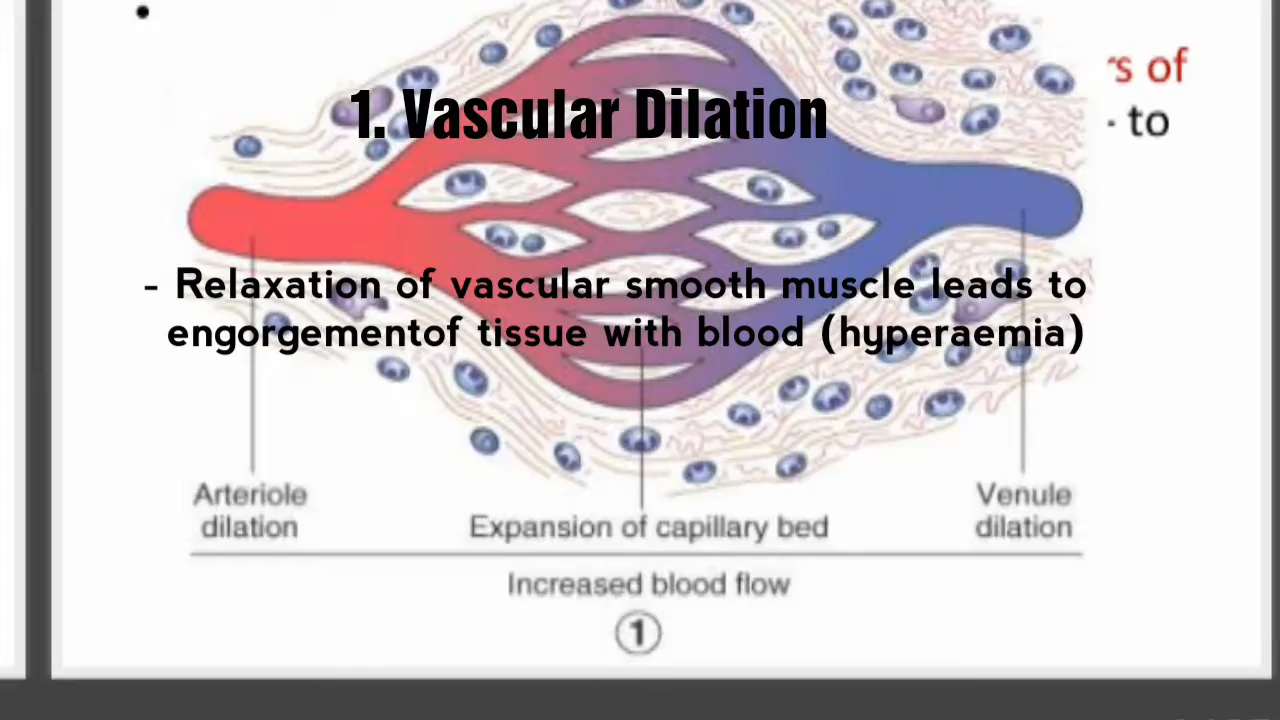 •
s of
1. Vascular Dilation
· to
- Relaxation of vascular smooth muscle leads to
engorgementof tissue with blood (hyperaemia)
Arteriole
dilation
Expansion of capillary bed
Venule
dilation
Increased blood flow
1